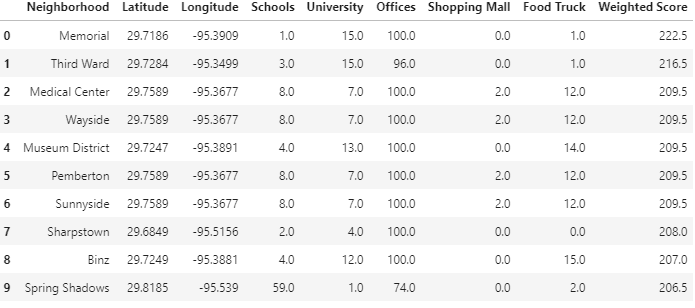 Neighborhood Latitude Longitude Schools University Offices Shopping Mall Food Truck Weighted Score
0 Memorial 29.7186 -95.3909 1.0 15.0 100.0 0.0 1.0 222.5
1 Third Ward 29.7284 -95.3499 3.0 15.0 96.0 0.0 1.0 216.5
2 Medical Center 29.7589 -95.3677 8.0 7.0 100.0 2.0 12.0 209.5
3 Wayside 29.7589 -95.3677 8.0 7.0 100.0 2.0 12.0 209.5
4 Museum District 29.7247 -95.3891 4.0 13.0 100.0 0.0 14.0 209.5
5 Pemberton 29.7589 -95.3677 8.0 7.0 100.0 2.0 12.0 209.5
6 Sunnyside 29.7589 -95.3677 8.0 7.0 100.0 2.0 12.0 209.5
7 Sharpstown 29.6849 -95.5156 2.0 4.0 100.0 0.0 0.0 208.0
8 Binz 29.7249 -95.3881 4.0 12.0 100.0 0.0 15.0 207.0
9 Spring Shadows 29.8185 -95.539 59.0 1.0 74.0 0.0 2.0 206.5